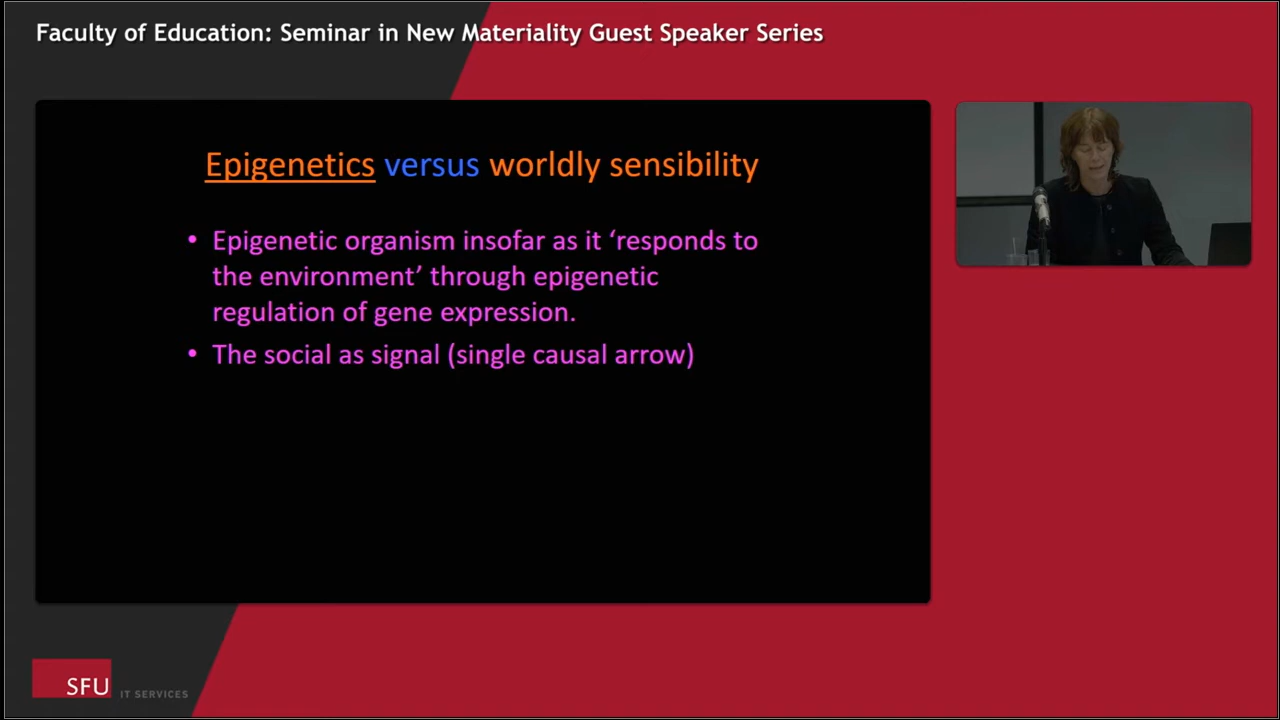 Faculty of Education: Seminar in New Materiality Guest Speaker Series
Epigenetics versus worldly sensibility
• Epigenetic organism insofar as it ‘responds to
the environment’ through epigenetic
regulation of gene expression.
• The social as signal (single causal arrow)
SFU IT SERVICES